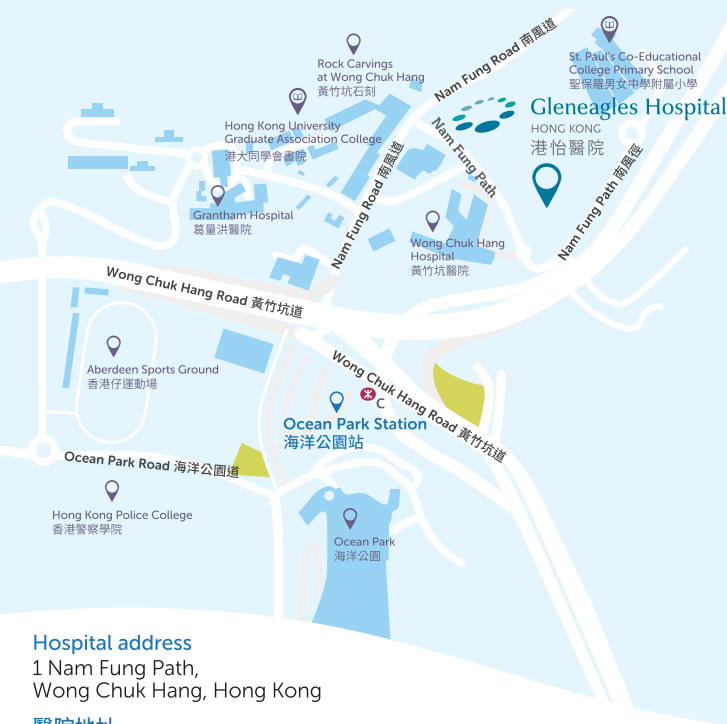 Nam Fung Road 南風道
Rock Carvings
at Wong Chuk Hang
黃竹坑石刻
St. Paul's Co-Educational
College Primary School
聖保羅男女中學附屬小學
Gleneagles Hospital
HONG KONG
港怡醫院
Hong Kong University
Graduate Association College
港大同學會書院
Nam Fung Path
Nam Fung Road 南風道
Nam Fung Path 南風徑
Grantham Hospital
葛量洪醫院
Wong Chuk Hang
Hospital
黃竹坑醫院
Wong Chuk Hang Road 黃竹坑道
Aberdeen Sports Ground
香港仔運動場
Wong Chuk Hang Road 黃竹坑道
C
Ocean Park Station
海洋公園站
Ocean Park Road 海洋公園道
Hong Kong Police College
香港警察學院
Ocean Park
海洋公園
Hospital address
1 Nam Fung Path,
Wong Chuk Hang, Hong Kong
醫院地址